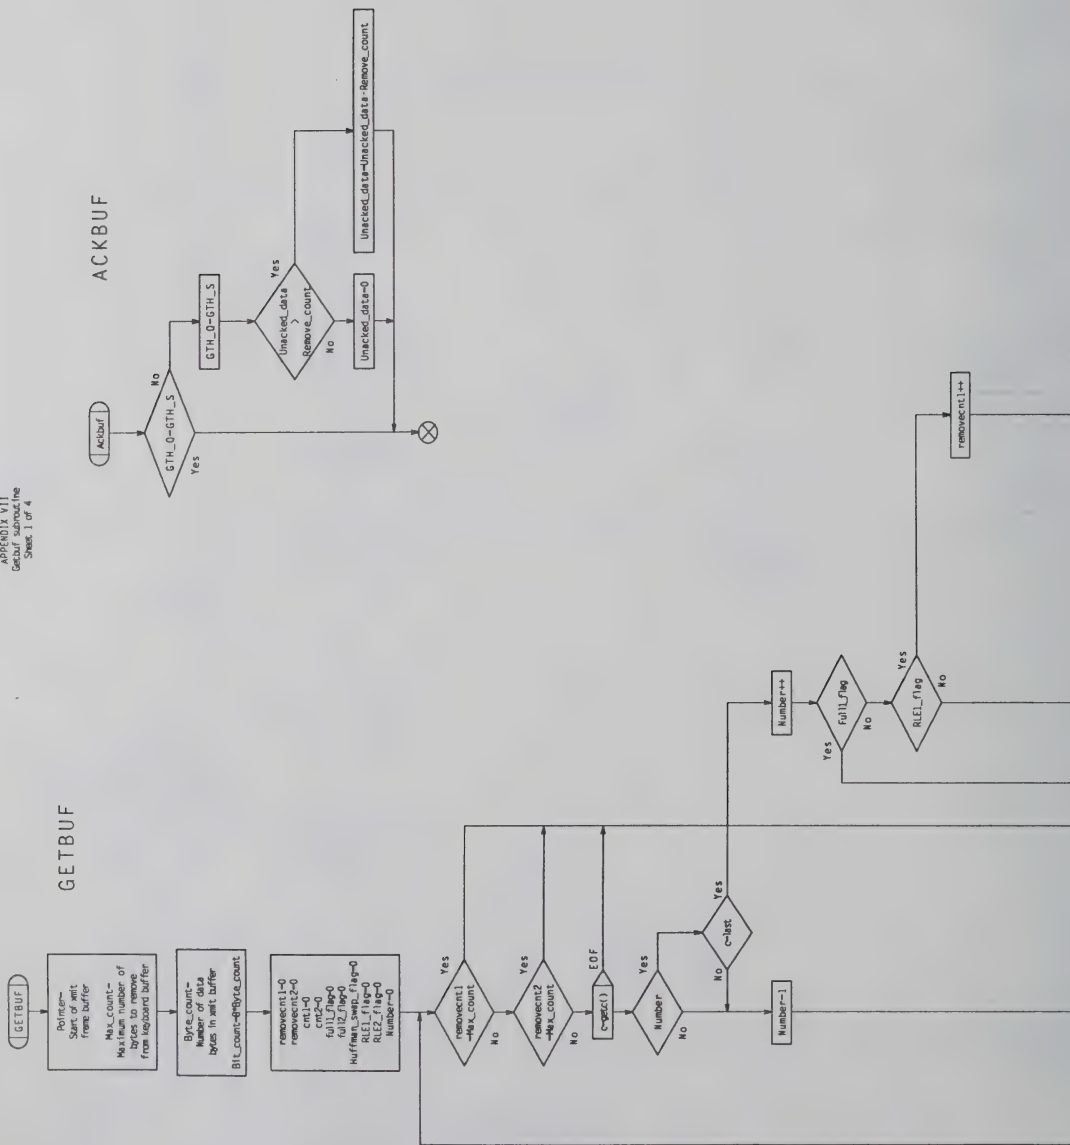 APPENDIX VII
Getbuf subroutine
Sheet 1 of 4
GETBUF
GETBUF
Pointer=
Start of xmit
frame buffer
Max_count=
Maximum number of
bytes to remove
from keyboard buffer
Byte_count=
Number of data
bytes in xmit buffer
Bit_count=8*Byte_count
removecnt1=0
removecnt2=0
cnt1=0
cnt2=0
full1_flag=0
full2_flag=0
Huffman_swap_flag=0
RLE1_flag=0
RLE2_flag=0
Number=0
removecnt1
=Max_count
Yes
No
removecnt2
=Max_count
Yes
No
c=getc()
EOF
Number
Yes
No
c=last
Yes
No
Number=1
Number++
Full1_flag
Yes
No
RLE1_flag
Yes
No
removecnt1++
ACKBUF
Ackbuf
GTH_O=GTH_S
No
Yes
GTH_O=GTH_S
Unacked_data
>
Remove_count
Yes
No
Unacked_data=0
Unacked_data=Unacked_data-Remove_count